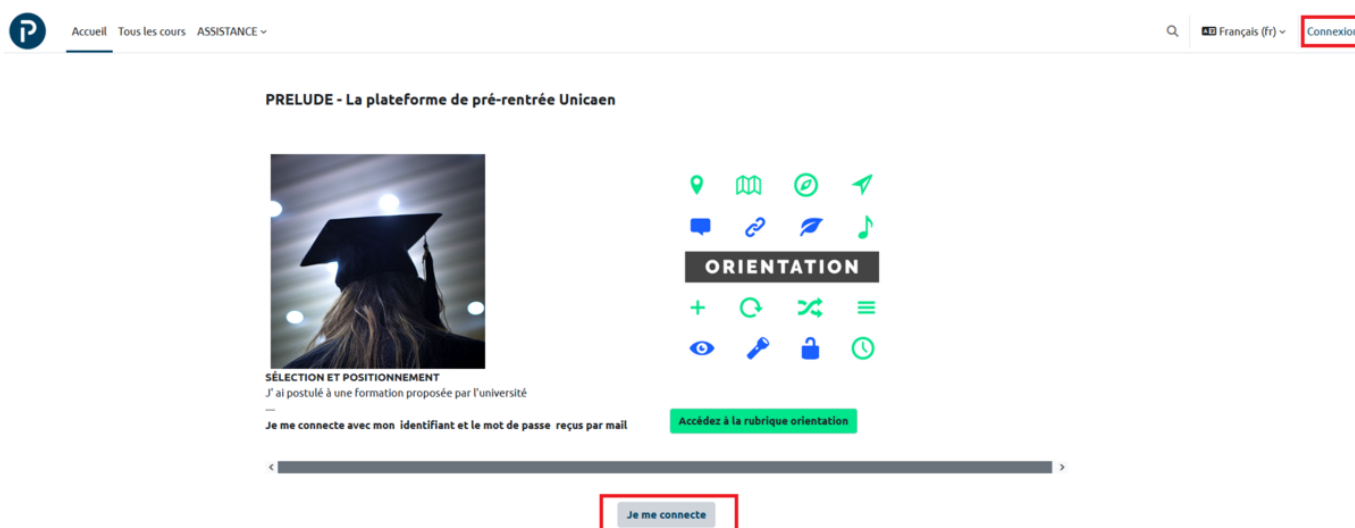 Accueil Tous les cours ASSISTANCE
Français (fr)
Connexion
PRELUDE - La plateforme de pré-rentrée Unicaen
ORIENTATION
SÉLECTION ET POSITIONNEMENT
J' ai postulé à une formation proposée par l'université
—
Je me connecte avec mon identifiant et le mot de passe reçus par mail
Accédez à la rubrique orientation
Je me connecte